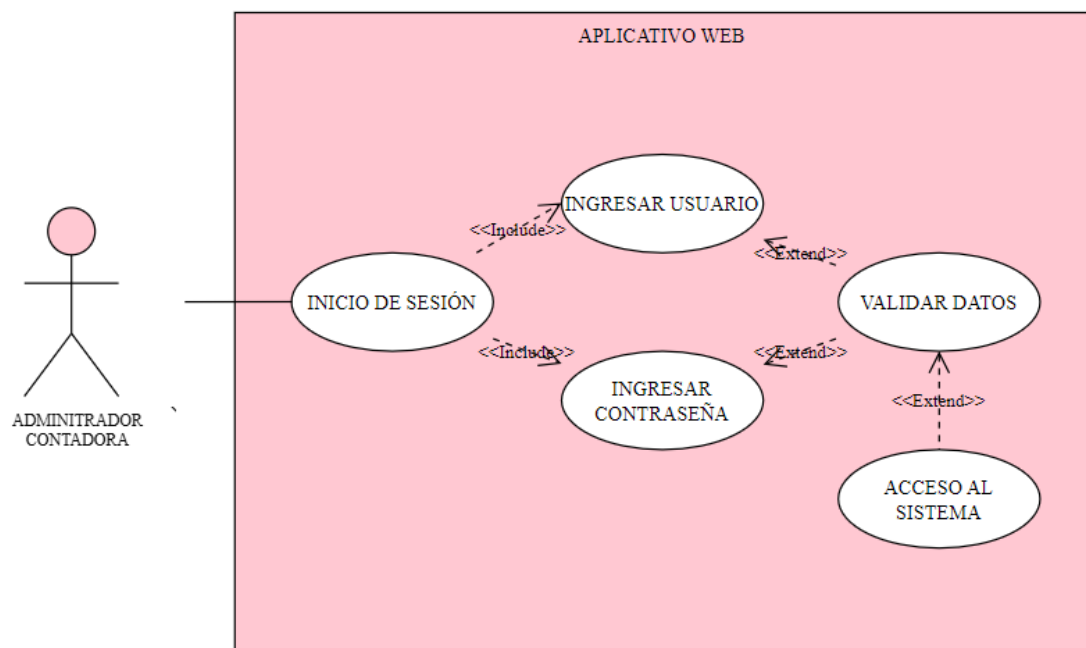 APLICATIVO WEB
INGRESAR USUARIO
<<Include>>
<<Extend>>
INICIO DE SESIÓN
VALIDAR DATOS
<<Include>>
<<Extend>>
INGRESAR
CONTRASEÑA
<<Extend>>
ADMINITRADOR
CONTADORA
`
ACCESO AL
SISTEMA